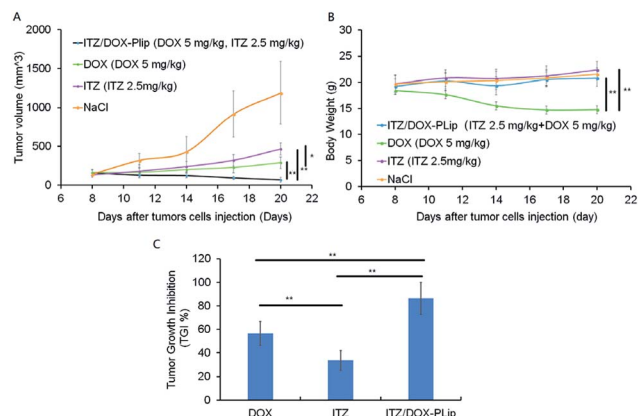 A
ITZ/DOX-Plip (DOX 5 mg/kg, ITZ 2.5 mg/kg)
DOX (DOX 5 mg/kg)
ITZ (ITZ 2.5mg/kg)
NaCl
Tumor volume (mm^3)
2000
1600
1200
800
400
0
*
**
**
6 8 10 12 14 16 18 20 22
Days after tumors cells injection (Days)
B
Body Weight (g)
30
25
20
15
10
5
0
**
**
ITZ/DOX-PLip (ITZ 2.5 mg/kg+DOX 5 mg/kg)
DOX (DOX 5 mg/kg)
ITZ (ITZ 2.5mg/kg)
NaCl
6 8 10 12 14 16 18 20 22
Days after tumor cells injection (day)
C
Tumor Growth Inhibition
(TGI %)
120
100
80
60
40
20
0
**
**
**
DOX ITZ ITZ/DOX-PLip